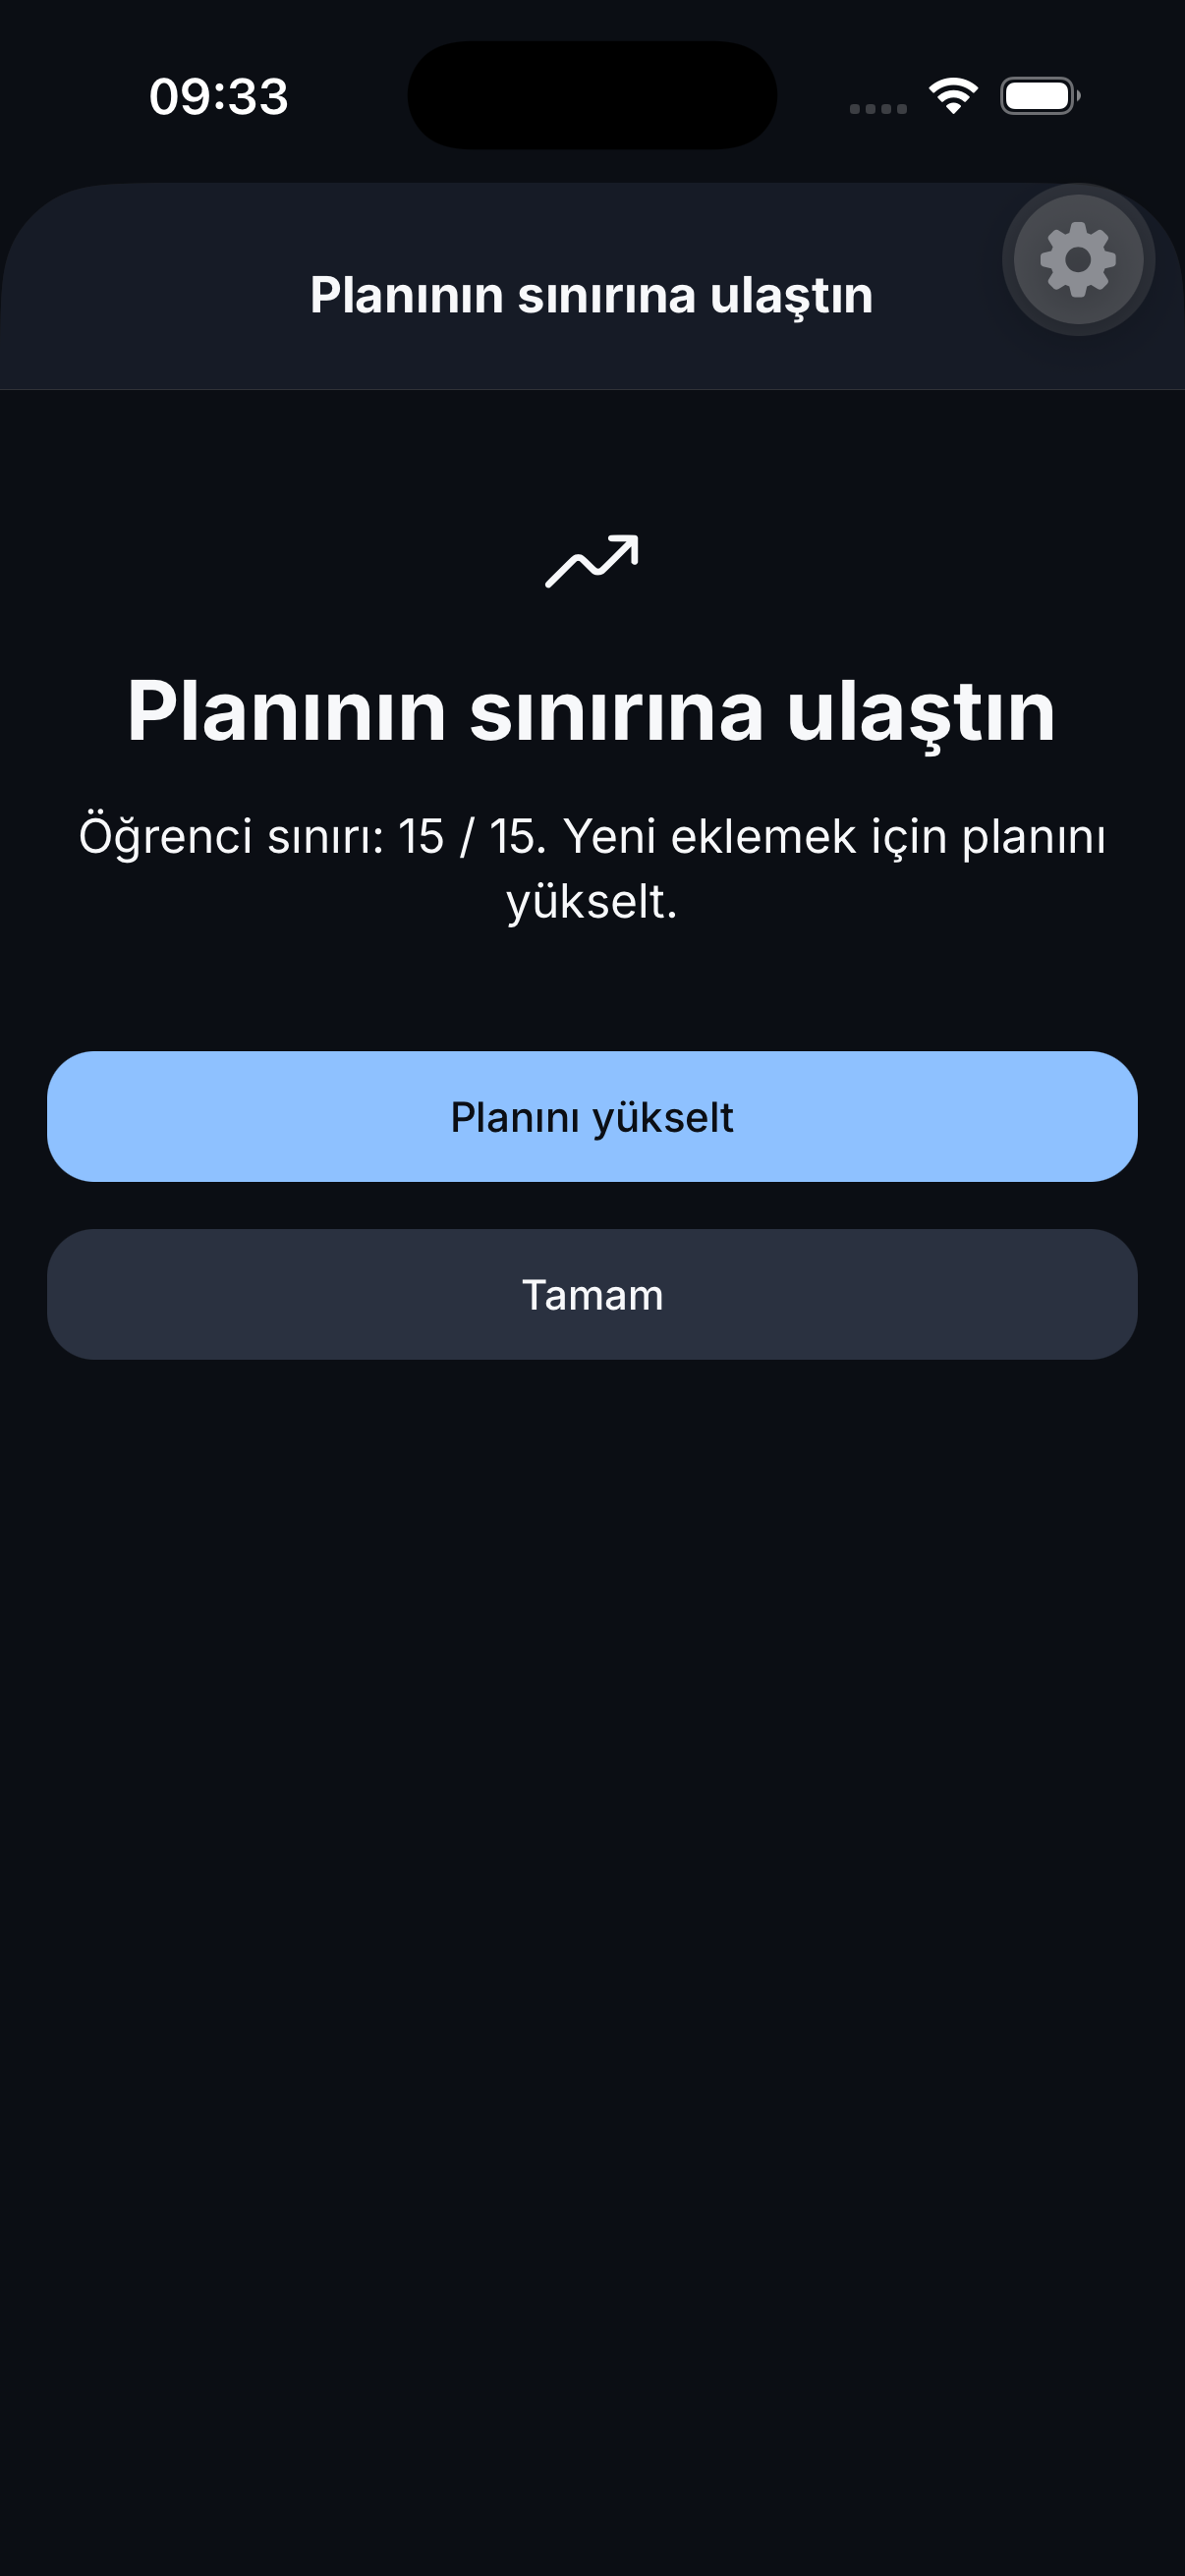 09:33
Planının sınırına ulaştın
Planının sınırına ulaştın
Öğrenci sınırı: 15 / 15. Yeni eklemek için planını
yükselt.
Planını yükselt
Tamam